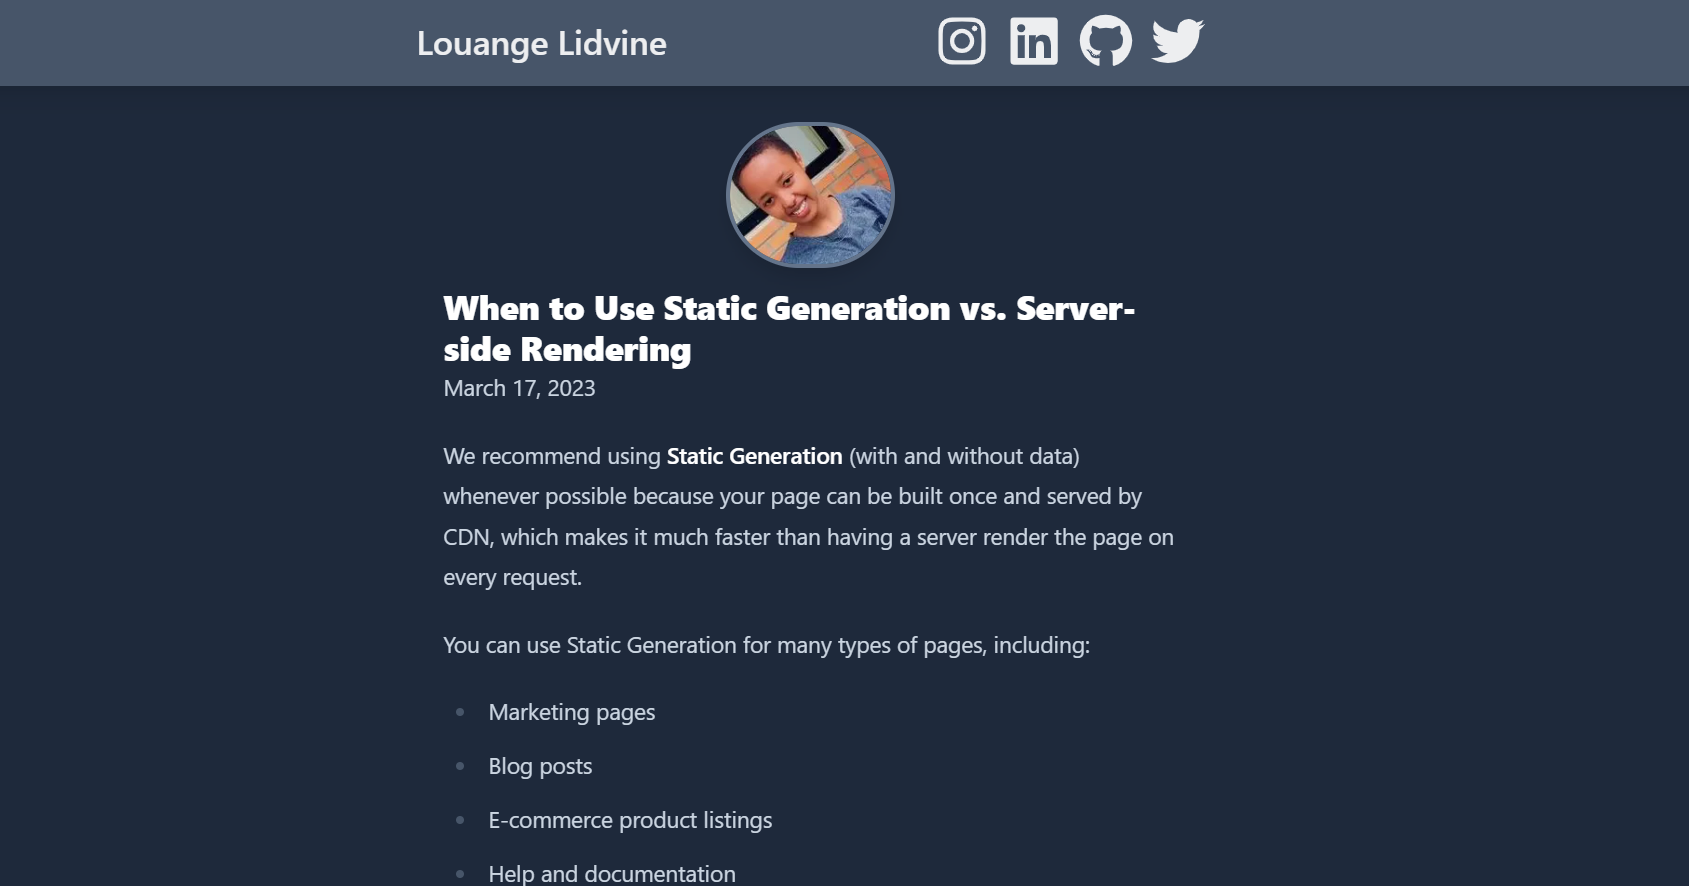 Louange Lidvine
When to Use Static Generation vs. Server-
side Rendering
March 17, 2023
We recommend using Static Generation (with and without data)
whenever possible because your page can be built once and served by
CDN, which makes it much faster than having a server render the page on
every request.
You can use Static Generation for many types of pages, including:
Marketing pages
Blog posts
E-commerce product listings
Help and documentation